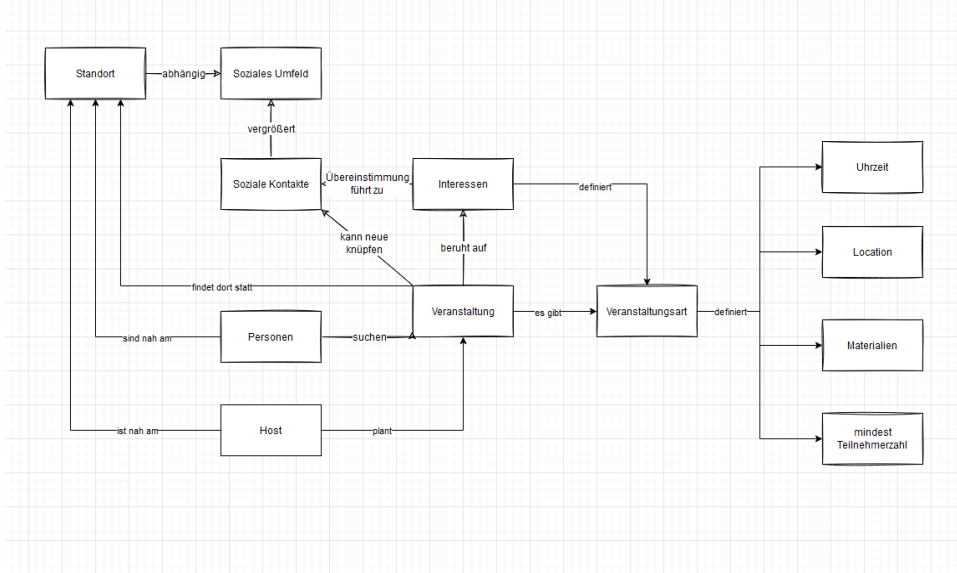 Standort
abhängig
Soziales Umfeld
vergrößert
Uhrzeit
Soziale Kontakte
Übereinstimmung
führt zu
Interessen
definiert
kann neue
knüpfen
beruht auf
Location
findet dort statt
Veranstaltung
es gibt
Veranstaltungsart
definiert
sind nah am
Personen
suchen
Materialien
ist nah am
Host
plant
mindest
Teilnehmerzahl